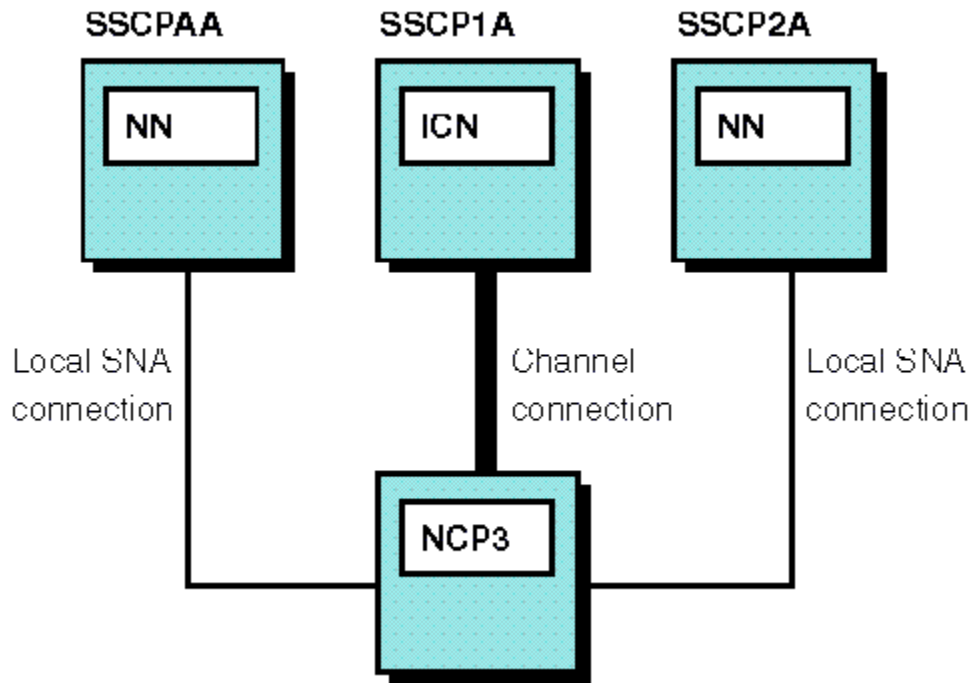 SSCPAA
SSCP1A
SSCP2A
NN
ICN
NN
Local SNA
connection
Channel
connection
Local SNA
connection
NCP3